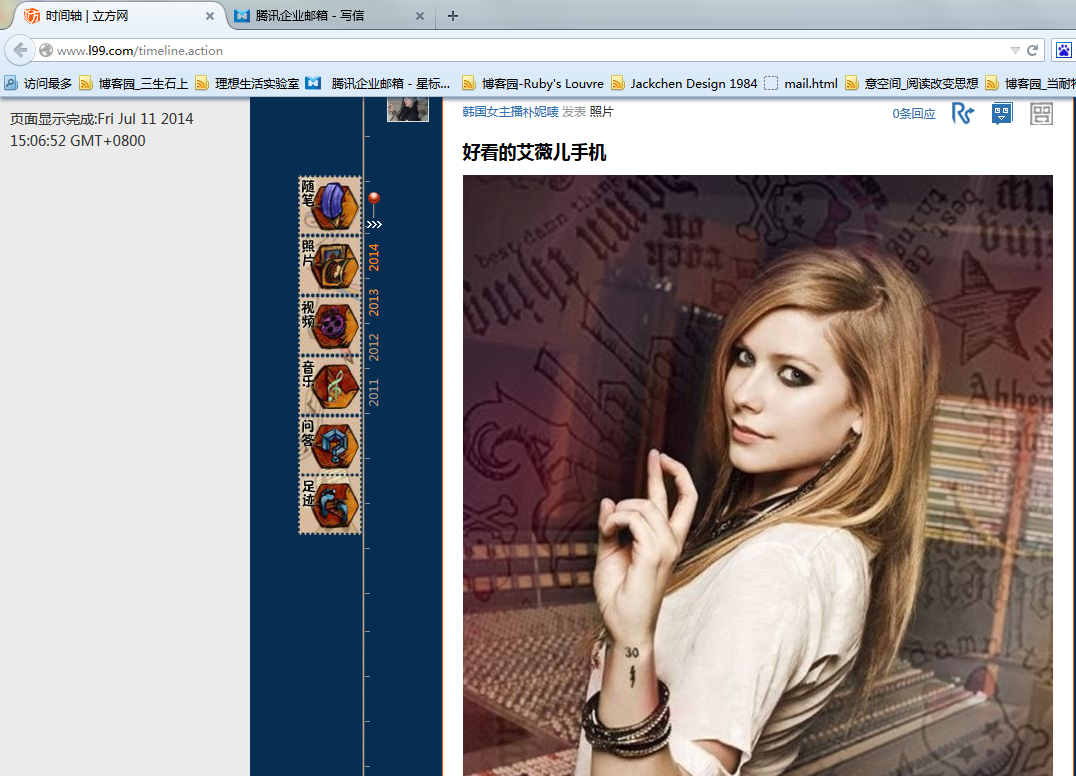 时间轴 | 立方网
腾讯企业邮箱 - 写信
www.l99.com/timeline.action
访问最多
博客园_三生石上
理想生活实验室
腾讯企业邮箱 - 星标...
博客园-Ruby's Louvre
Jackchen Design 1984
mail.html
意空间_阅读改变思想
博客园_当耐特
页面显示完成:Fri Jul 11 2014
15:06:52 GMT+0800
随笔
照片
视频
音乐
问答
足迹
2014
2013
2012
2011
韩国女主播朴妮唛 发表 照片
0条回应
好看的艾薇儿手机
best damn thing
best damn thing
30